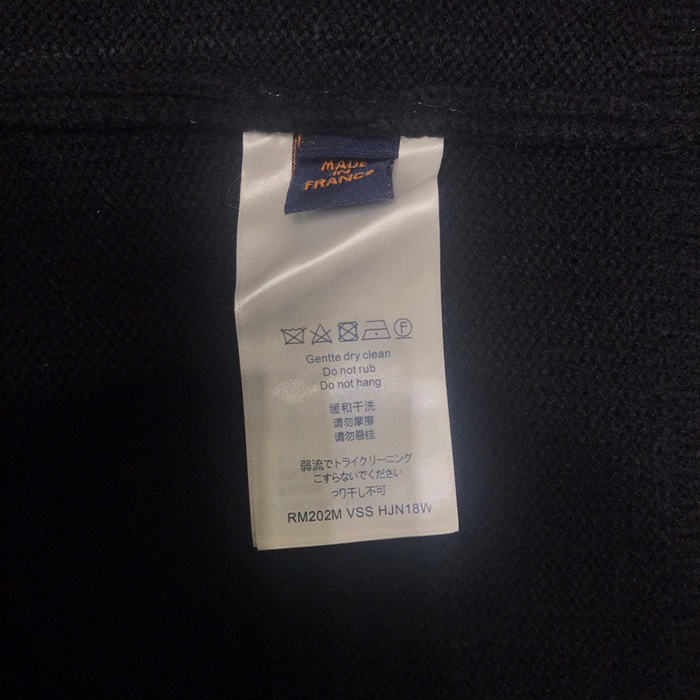 MADE
IN
FRANCE
F
Gentte dry clean
Do not rub
Do not hang
缓和干洗
请勿摩擦
请勿悬挂
弱流でトライクリーニング
こすらないでください
つり干し不可
RM202M VSS HJN18W